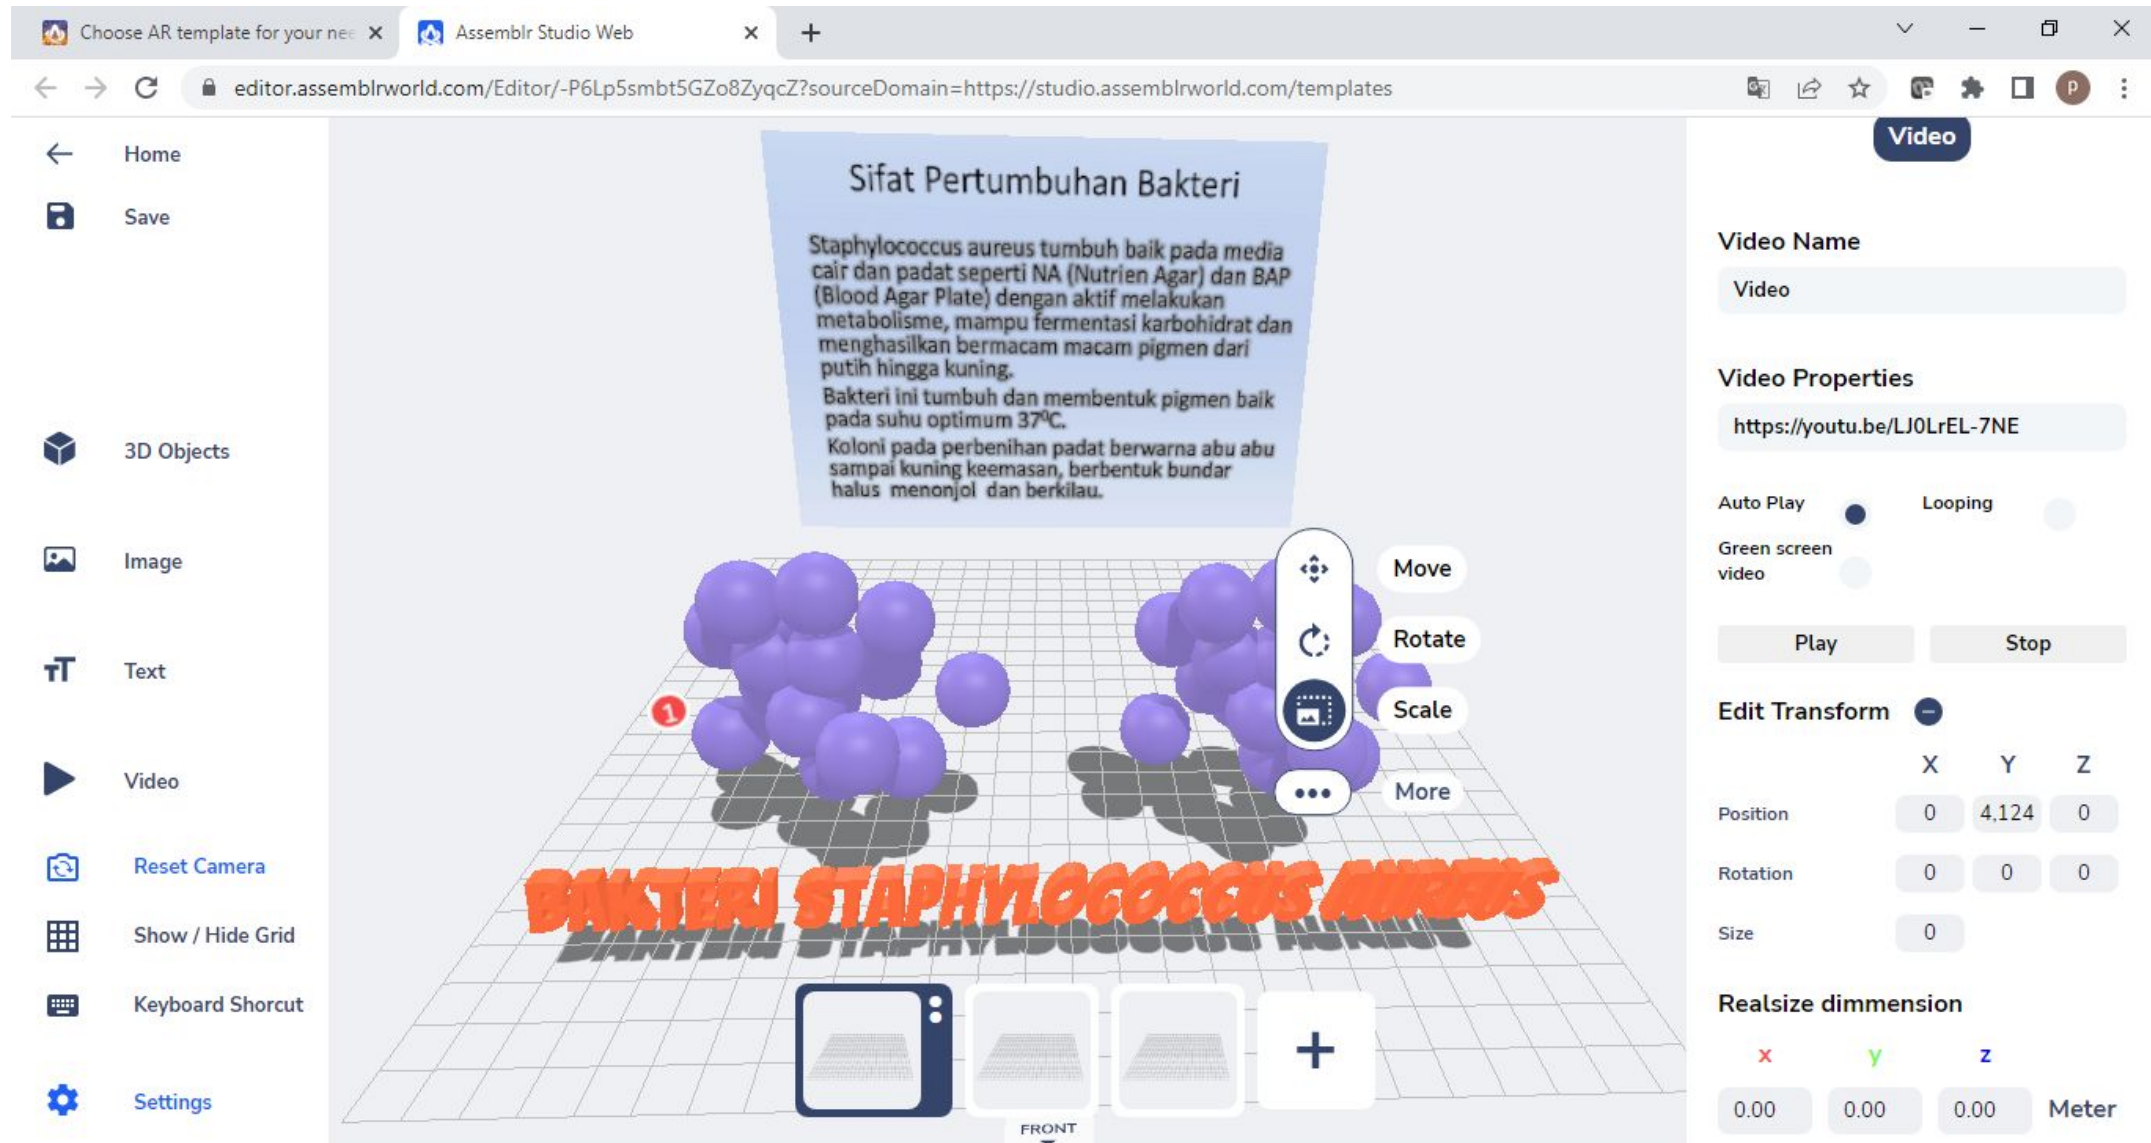 Choose AR template for your nee
Assemblr Studio Web
editor.assemblrworld.com/Editor/-P6Lp5smbt5GZo8ZyqcZ?sourceDomain=https://studio.assemblrworld.com/templates
P
Home
Save
3D Objects
Image
Text
Video
Reset Camera
Show / Hide Grid
Keyboard Shorcut
Settings
Sifat Pertumbuhan Bakteri
Staphylococcus aureus tumbuh baik pada media
cair dan padat seperti NA (Nutrien Agar) dan BAP
(Blood Agar Plate) dengan aktif melakukan
metabolisme, mampu fermentasi karbohidrat dan
menghasilkan bermacam macam pigmen dari
putih hingga kuning.
Bakteri ini tumbuh dan membentuk pigmen baik
pada suhu optimum 37⁰C.
Koloni pada perbenihan padat berwarna abu abu
sampai kuning keemasan, berbentuk bundar
halus menonjol dan berkilau.
1
Move
Rotate
Scale
More
BAKTERI STAPHYLOCOCCUS AUREUS
FRONT
Video
Video Name
Video
Video Properties
https://youtu.be/LJ0LrEL-7NE
Auto Play Looping
Green screen
video
Play Stop
Edit Transform
X Y Z
Position 0 4,124 0
Rotation 0 0 0
Size 0
Realsize dimmension
x y z
0.00 0.00 0.00 Meter